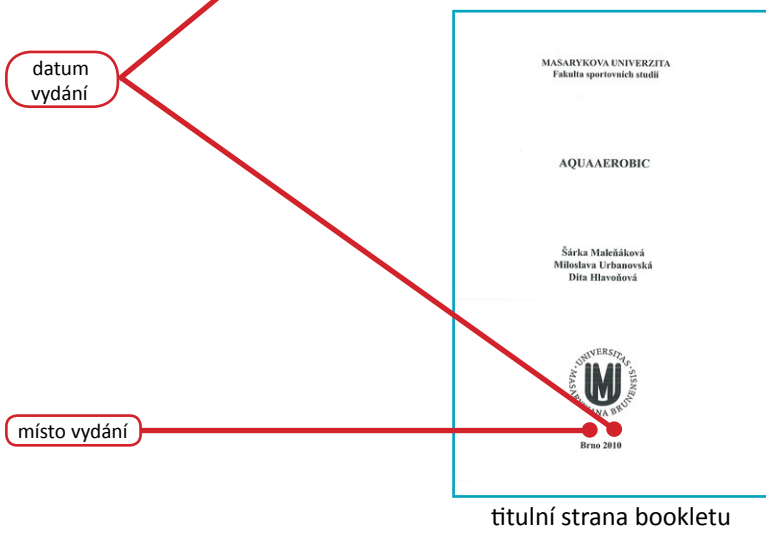 datum
vydání
MASARYKOVA UNIVERZITA
Fakulta sportovních studií
AQUAAEROBIC
Šárka Maleňáková
Miloslava Urbanovská
Dita Hlavoňová
UNIVERSITAS
MASARYKIANA BRUNENSIS
místo vydání
Brno 2010
titulní strana bookletu